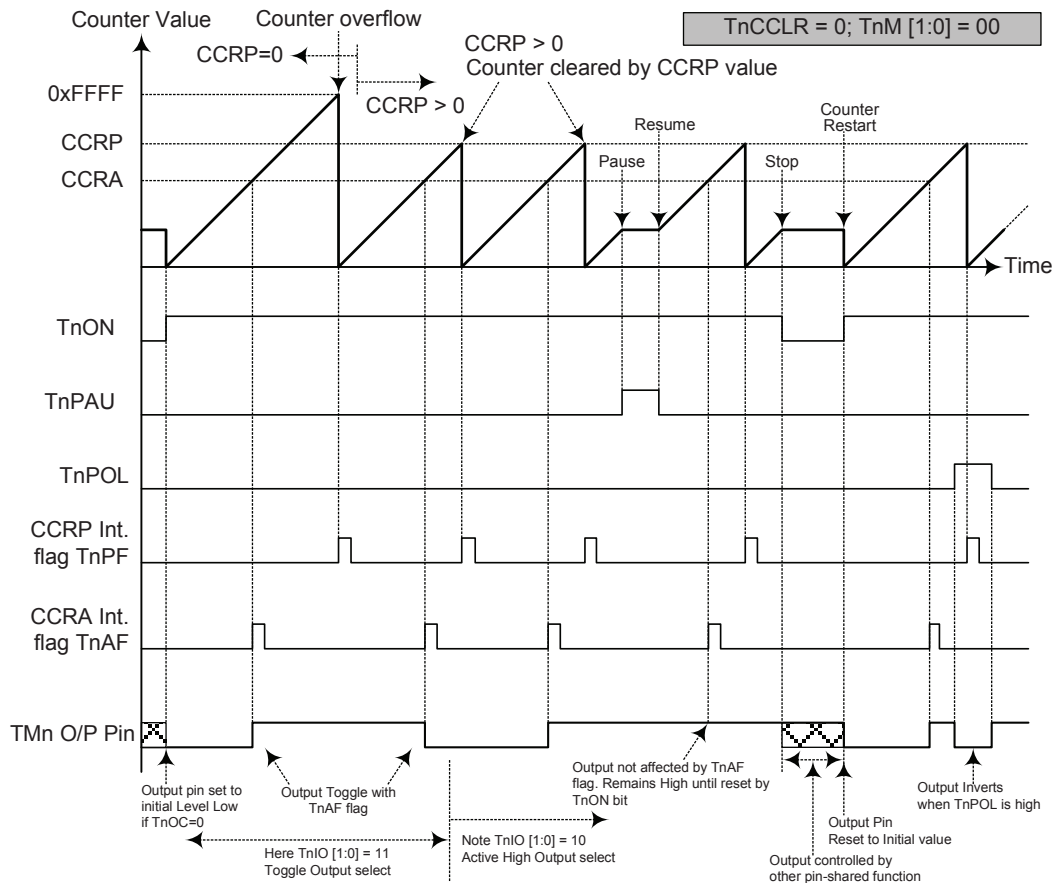 Counter Value
Counter overflow
TnCCLR = 0; TnM [1:0] = 00
CCRP=0
CCRP > 0
Counter cleared by CCRP value
CCRP > 0
0xFFFF
CCRP
CCRA
Pause
Resume
Stop
Counter
Restart
Time
TnON
TnPAU
TnPOL
CCRP Int.
flag TnPF
CCRA Int.
flag TnAF
TMn O/P Pin
Output pin set to
initial Level Low
if TnOC=0
Output Toggle with
TnAF flag
Output not affected by TnAF
flag. Remains High until reset by
TnON bit
Output Inverts
when TnPOL is high
Output Pin
Reset to Initial value
Here TnIO [1:0] = 11
Toggle Output select
Note TnIO [1:0] = 10
Active High Output select
Output controlled by
other pin-shared function